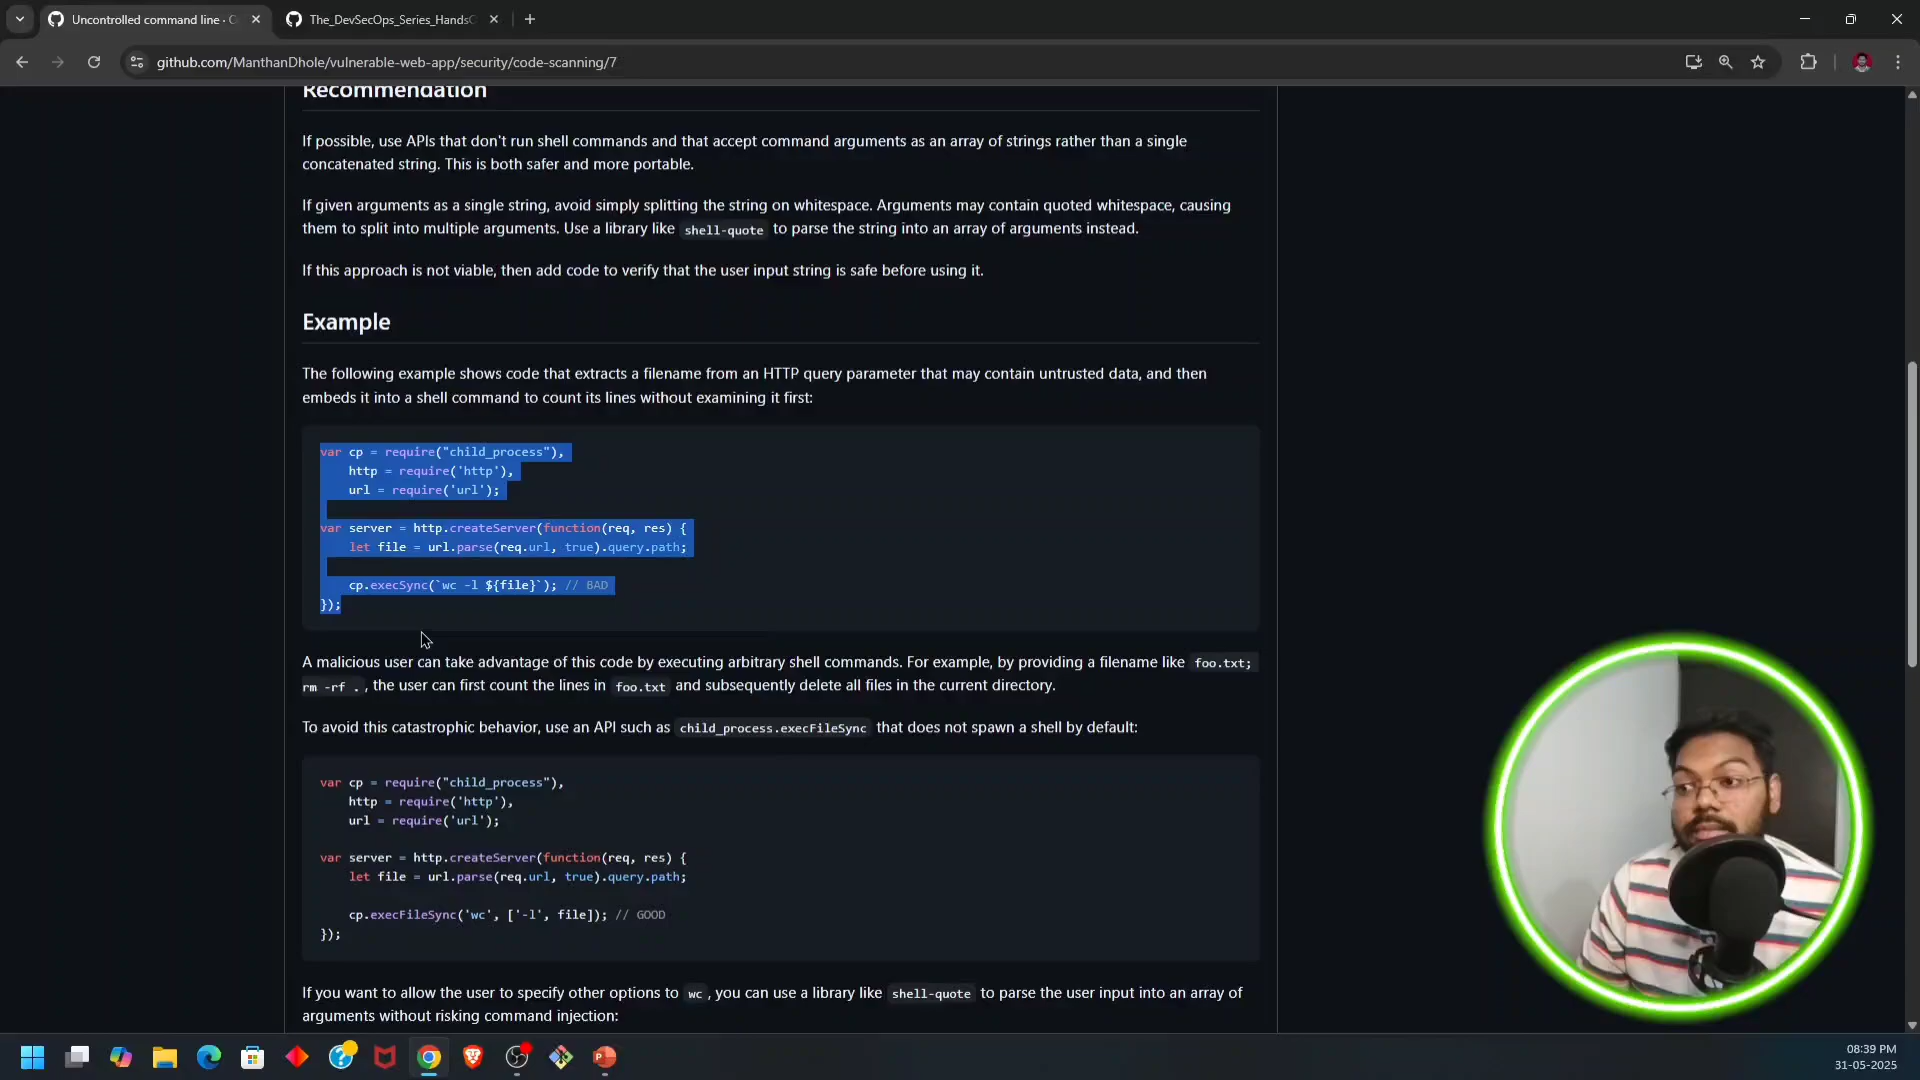 Uncontrolled command line · G
The_DevSecOps_Series_HandsO
github.com/ManthanDhole/vulnerable-web-app/security/code-scanning/7
Recommendation
If possible, use APIs that don't run shell commands and that accept command arguments as an array of strings rather than a single
concatenated string. This is both safer and more portable.
If given arguments as a single string, avoid simply splitting the string on whitespace. Arguments may contain quoted whitespace, causing
them to split into multiple arguments. Use a library like shell-quote to parse the string into an array of arguments instead.
If this approach is not viable, then add code to verify that the user input string is safe before using it.
Example
The following example shows code that extracts a filename from an HTTP query parameter that may contain untrusted data, and then
embeds it into a shell command to count its lines without examining it first:
var cp = require("child_process"),
    http = require('http'),
    url = require('url');
var server = http.createServer(function(req, res) {
    let file = url.parse(req.url, true).query.path;
    cp.execSync(`wc -l ${file}`); // BAD
});
A malicious user can take advantage of this code by executing arbitrary shell commands. For example, by providing a filename like foo.txt;
rm -rf ., the user can first count the lines in foo.txt and subsequently delete all files in the current directory.
To avoid this catastrophic behavior, use an API such as child_process.execFileSync that does not spawn a shell by default:
var cp = require("child_process"),
    http = require('http'),
    url = require('url');
var server = http.createServer(function(req, res) {
    let file = url.parse(req.url, true).query.path;
    cp.execFileSync('wc', ['-l', file]); // GOOD
});
If you want to allow the user to specify other options to wc, you can use a library like shell-quote to parse the user input into an array of
arguments without risking command injection:
08:39 PM
31-05-2025